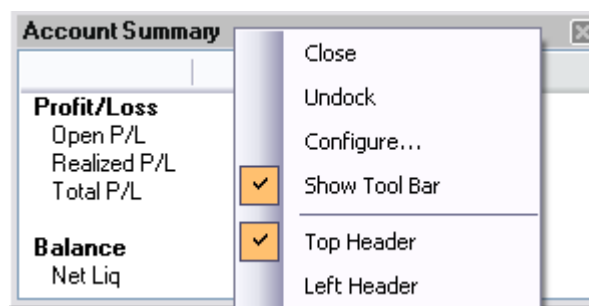 Account Summary
Profit/Loss
Open P/L
Realized P/L
Total P/L
Balance
Net Liq
Close
Undock
Configure...
Show Tool Bar
Top Header
Left Header